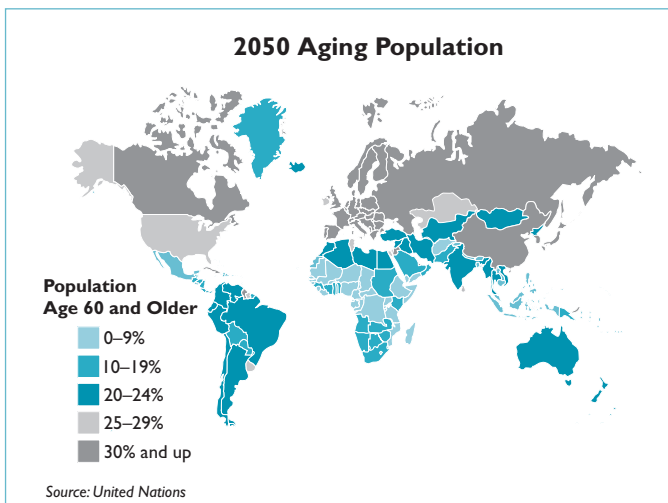 2050 Aging Population
Population
Age 60 and Older
0–9%
10–19%
20–24%
25–29%
30% and up
Source: United Nations